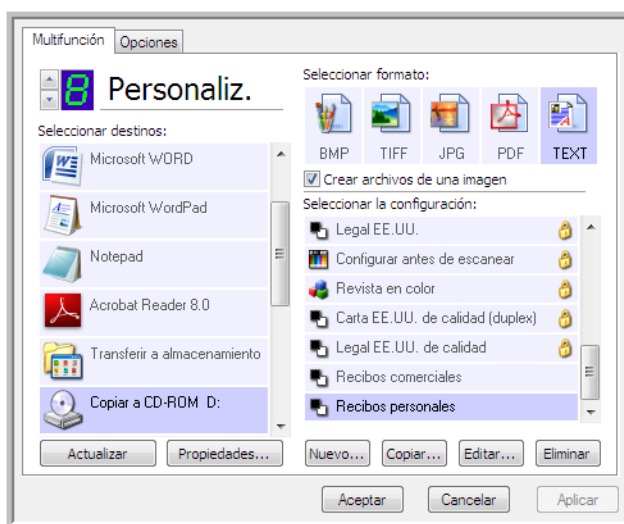 Multifunción Opciones
8 Personaliz.
Seleccionar destinos:
Microsoft WORD
Microsoft WordPad
Notepad
Acrobat Reader 8.0
Transferir a almacenamiento
Copiar a CD-ROM D:
Actualizar Propiedades...
Seleccionar formato:
BMP TIFF JPG PDF TEXT
Crear archivos de una imagen
Seleccionar la configuración:
Legal EE.UU.
Configurar antes de escanear
Revista en color
Carta EE.UU. de calidad (duplex)
Legal EE.UU. de calidad
Recibos comerciales
Recibos personales
Nuevo... Copiar... Editar... Eliminar
Aceptar Cancelar Aplicar